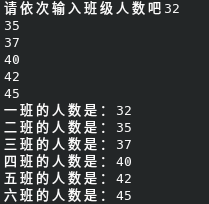 请依次输入班级人数吧32
35
37
40
42
45
一班的人数是: 32
二班的人数是: 35
三班的人数是: 37
四班的人数是: 40
五班的人数是: 42
六班的人数是: 45